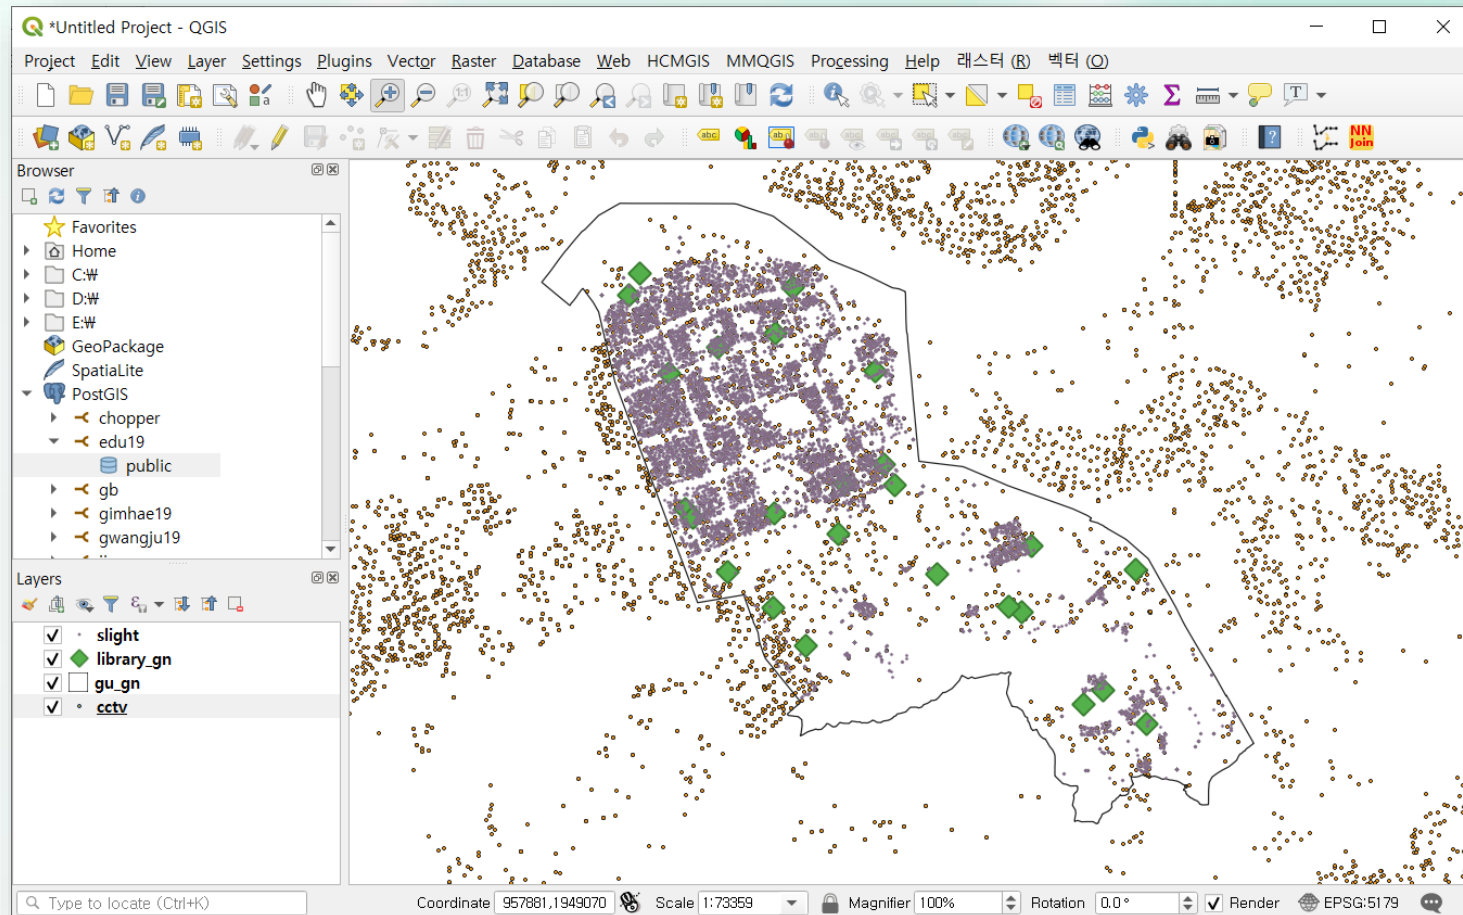 *Untitled Project - QGIS
Project Edit View Layer Settings Plugins Vector Raster Database Web HCMGIS MMQGIS Processing Help 래스터 (R) 벡터 (O)
abc
NN
Join
Browser
Favorites
Home
C:₩
D:₩
E:₩
GeoPackage
SpatiaLite
PostGIS
chopper
edu19
public
gb
gimhae19
gwangju19
Layers
slight
library_gn
gu_gn
cctv
Type to locate (Ctrl+K)
Coordinate 957881,1949070 Scale 1:73359 Magnifier 100% Rotation 0.0 ° Render EPSG:5179